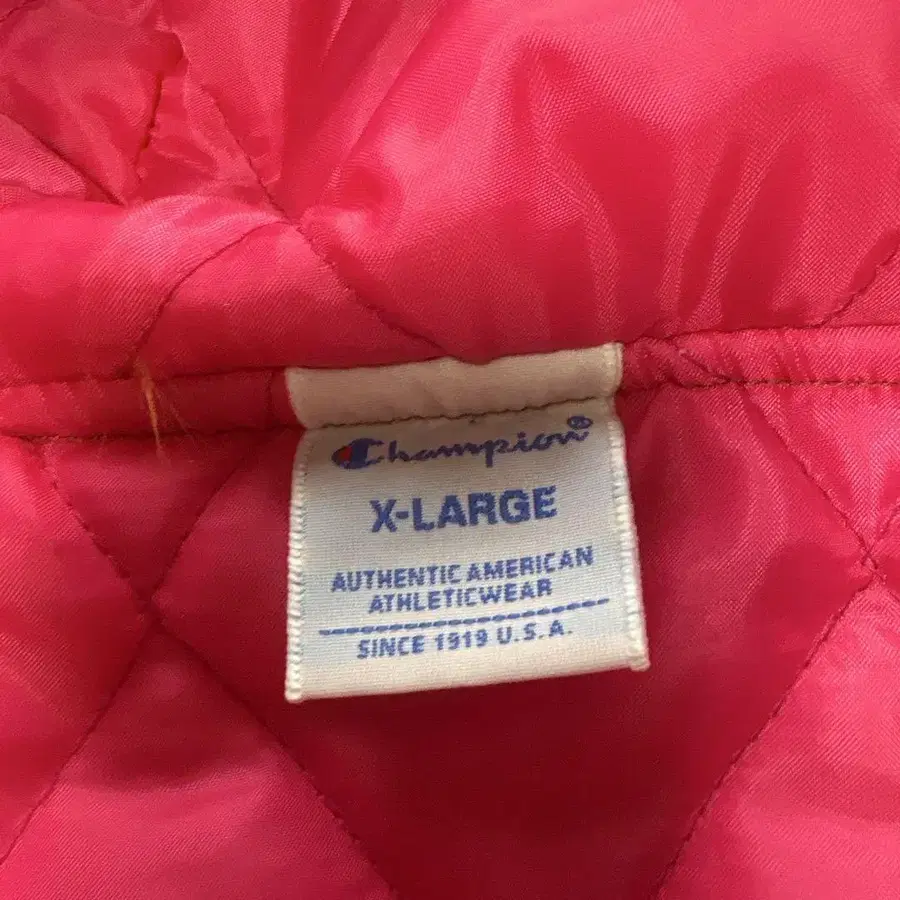 Champion®
X-LARGE
AUTHENTIC AMERICAN
ATHLETICWEAR
SINCE 1919 U.S.A.